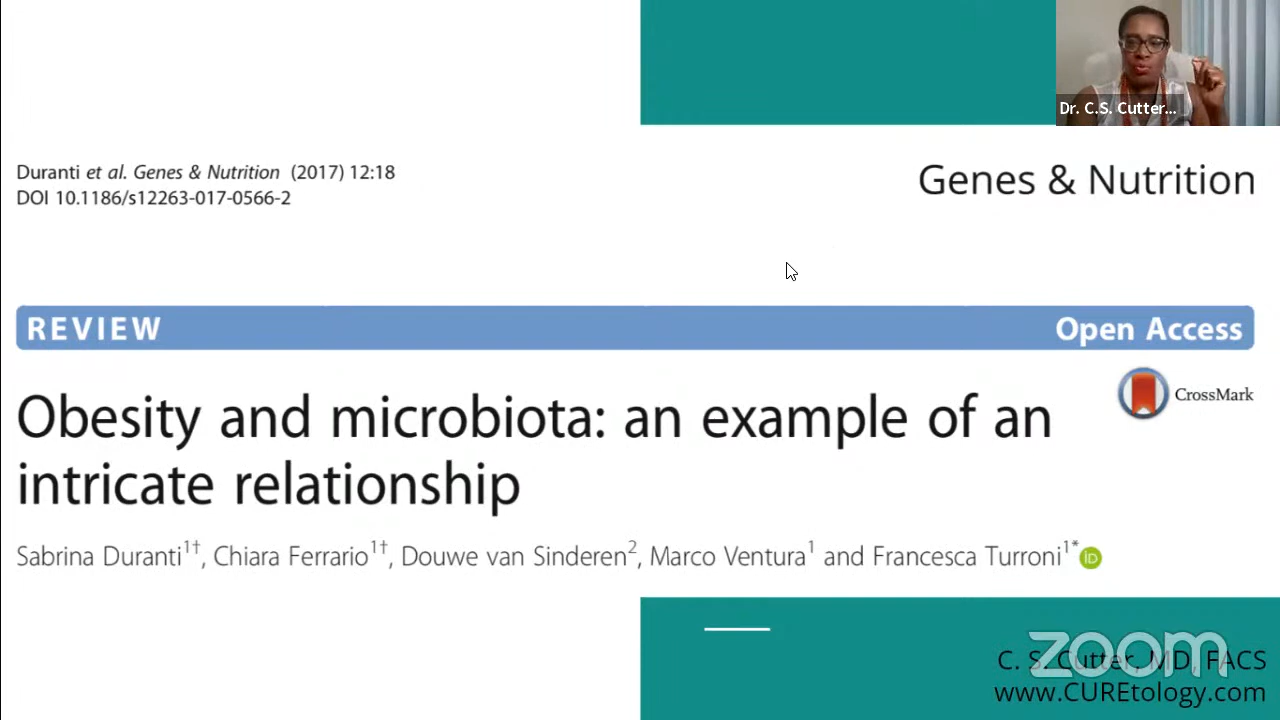 Dr. C.S. Cutter...
Duranti et al. Genes & Nutrition (2017) 12:18
DOI 10.1186/s12263-017-0566-2
Genes & Nutrition
REVIEW
Open Access
CrossMark
Obesity and microbiota: an example of an
intricate relationship
Sabrina Duranti1†, Chiara Ferrario1†, Douwe van Sinderen2, Marco Ventura1 and Francesca Turroni1* iD
zoom
C. S. Cutter, MD, FACS
www.CUREtology.com